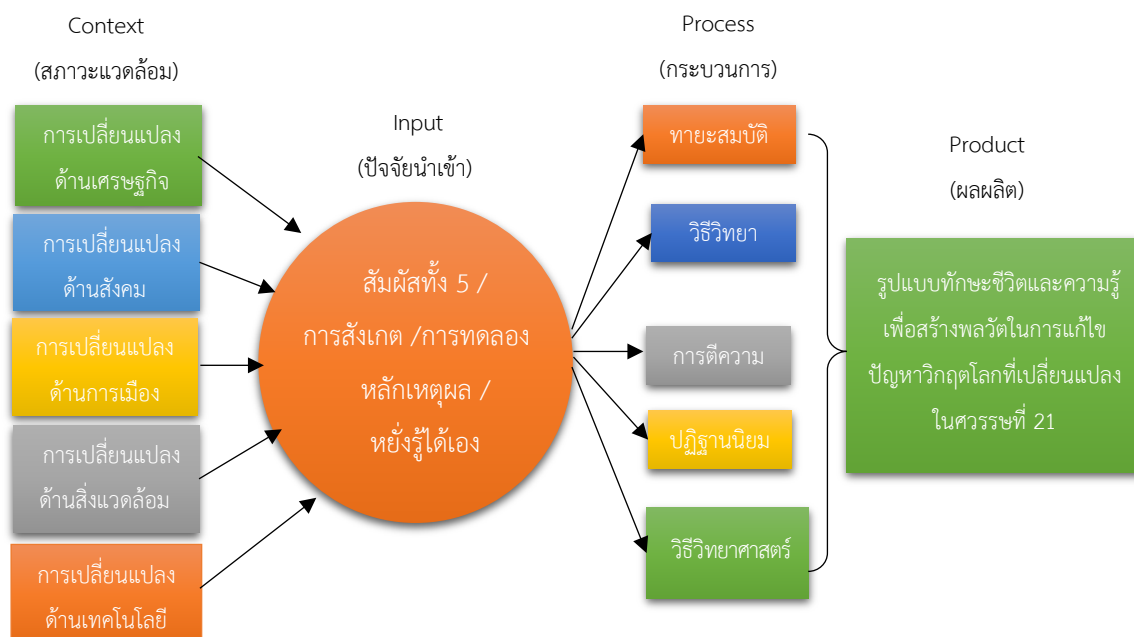 Context
(สภาวะแวดล้อม)
การเปลี่ยนแปลง
ด้านเศรษฐกิจ
การเปลี่ยนแปลง
ด้านสังคม
การเปลี่ยนแปลง
ด้านการเมือง
การเปลี่ยนแปลง
ด้านสิ่งแวดล้อม
การเปลี่ยนแปลง
ด้านเทคโนโลยี
Input
(ปัจจัยนำเข้า)
สัมผัสทั้ง 5 /
การสังเกต /การทดลอง
หลักเหตุผล /
หยั่งรู้ได้เอง
Process
(กระบวนการ)
ทายะสมบัติ
วิธีวิทยา
การตีความ
ปฏิฐานนิยม
วิธีวิทยาศาสตร์
Product
(ผลผลิต)
รูปแบบทักษะชีวิตและความรู้
เพื่อสร้างพลวัตในการแก้ไข
ปัญหาวิกฤตโลกที่เปลี่ยนแปลง
ในศวรรษที่ 21